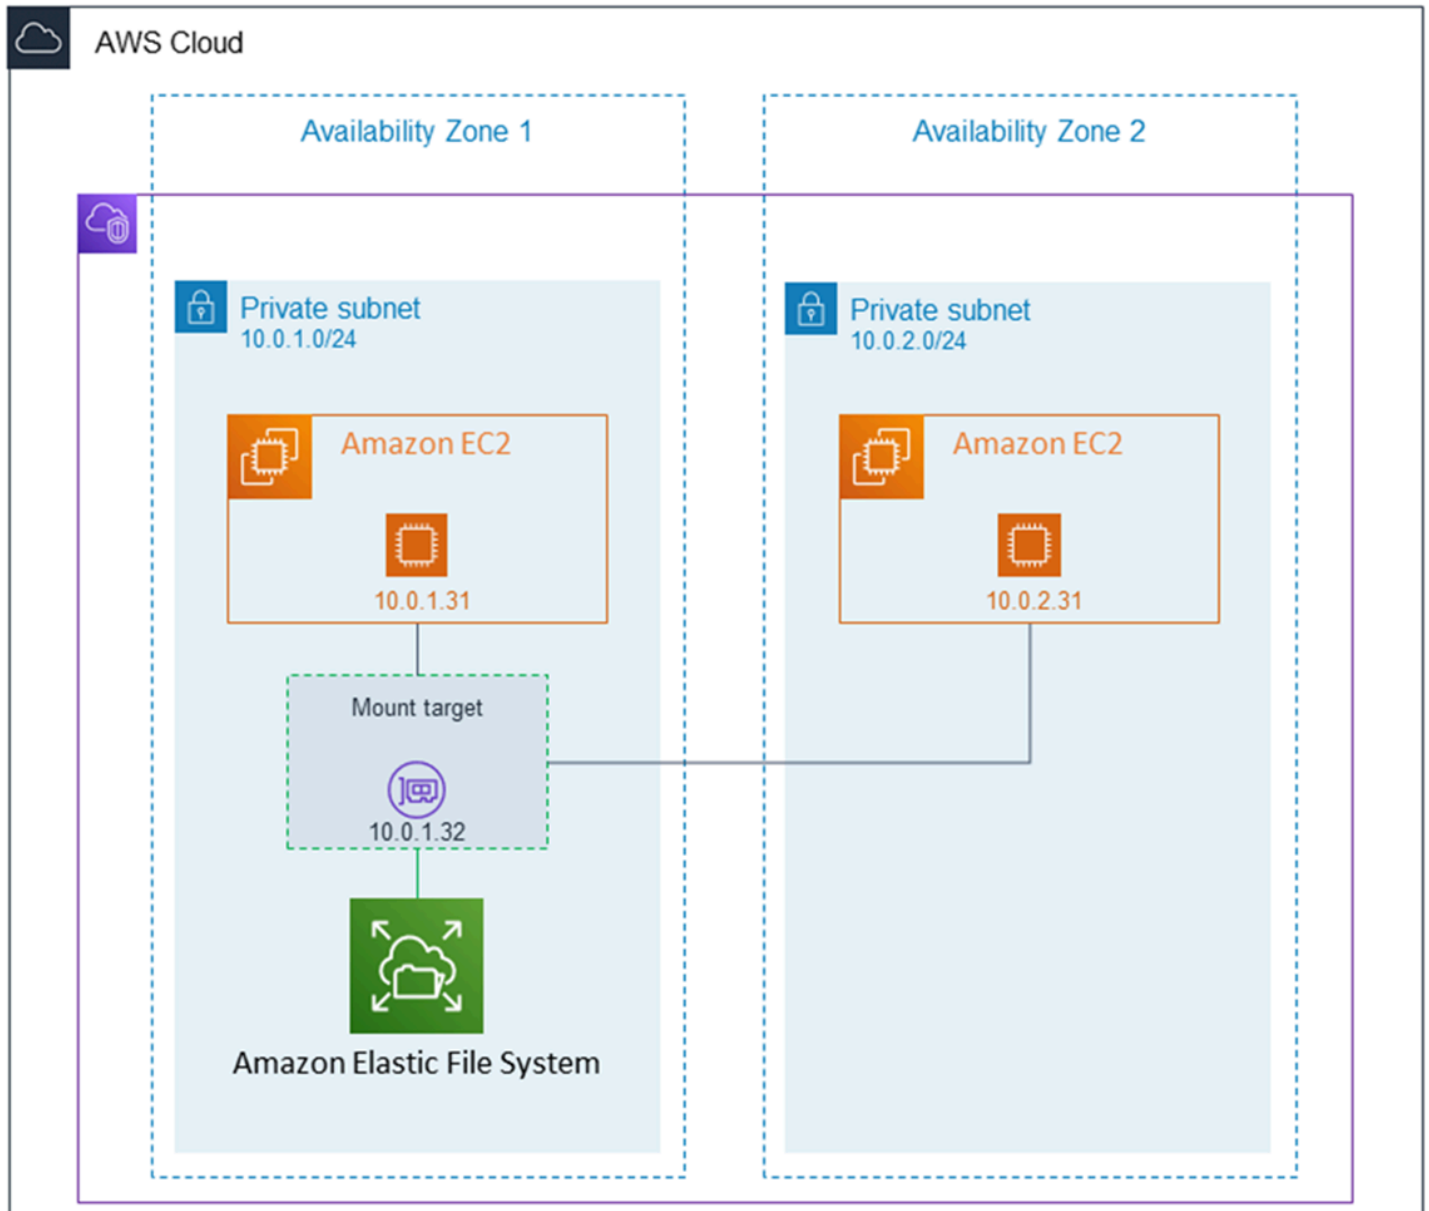 AWS Cloud
Availability Zone 1
Availability Zone 2
Private subnet
10.0.1.0/24
Private subnet
10.0.2.0/24
Amazon EC2
10.0.1.31
Amazon EC2
10.0.2.31
Mount target
10.0.1.32
Amazon Elastic File System